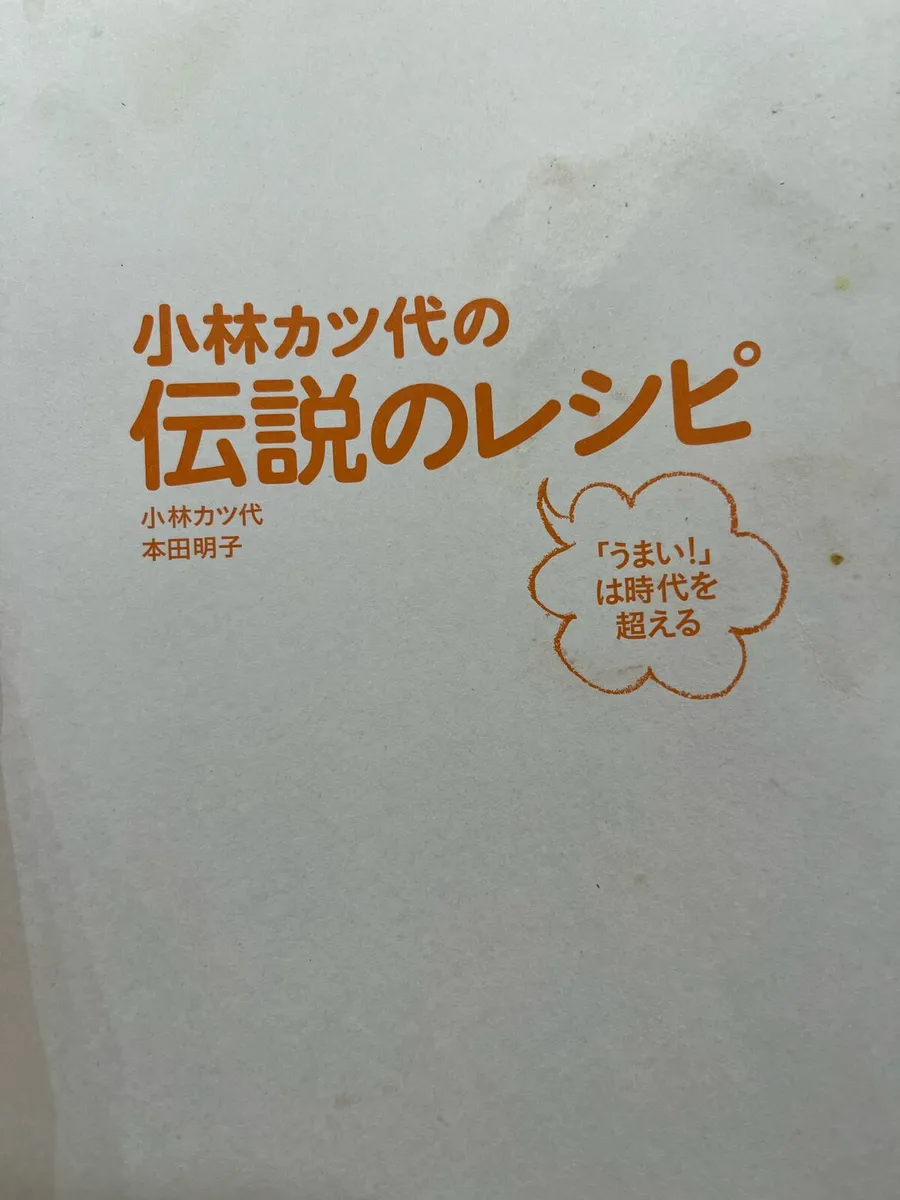 小林カツ代の
伝説のレシピ
小林カツ代
本田明子
「うまい!」
は時代を
超える